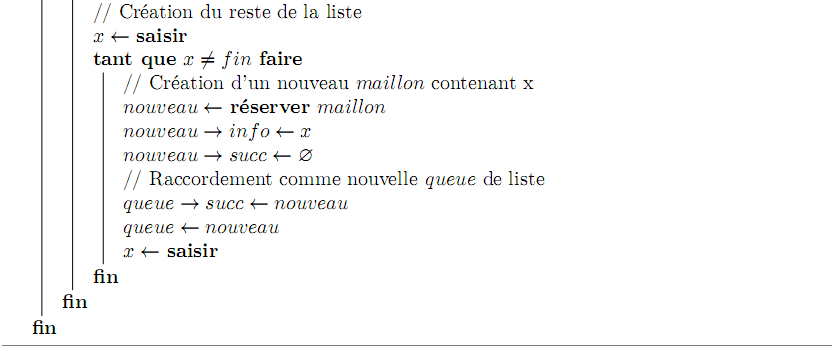 // Création du reste de la liste
x ← saisir
tant que x ≠ fin faire
// Création d'un nouveau maillon contenant x
nouveau ← réserver maillon
nouveau → info ← x
nouveau → succ ← ∅
// Raccordement comme nouvelle queue de liste
queue → succ ← nouveau
queue ← nouveau
x ← saisir
fin
fin
fin